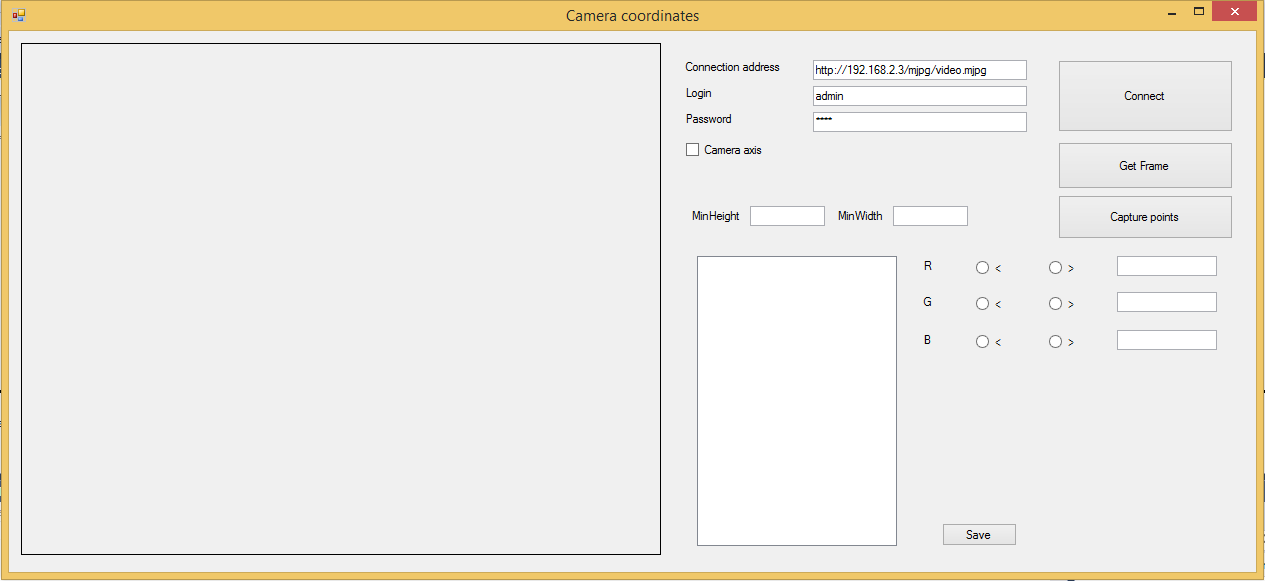 Camera coordinates
Connection address http://192.168.2.3/mjpg/video.mjpg Connect
Login admin
Password ****
Camera axis
Get Frame
MinHeight MinWidth Capture points
R < >
G < >
B < >
Save